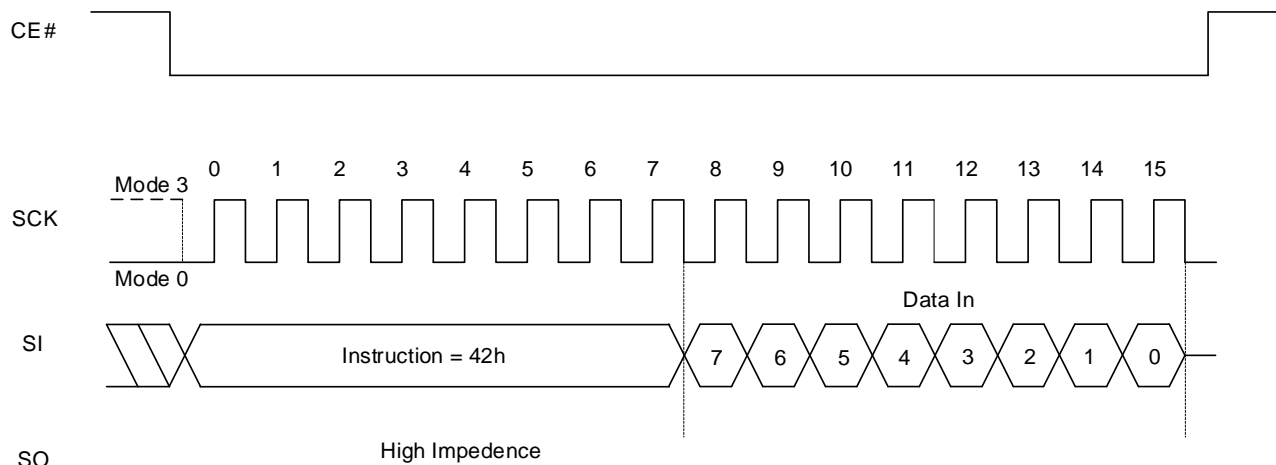 CE#
0 1 2 3 4 5 6 7 8 9 10 11 12 13 14 15
Mode 3
SCK
Mode 0
Data In
SI
Instruction = 42h
7 6 5 4 3 2 1 0
High Impedence
SO